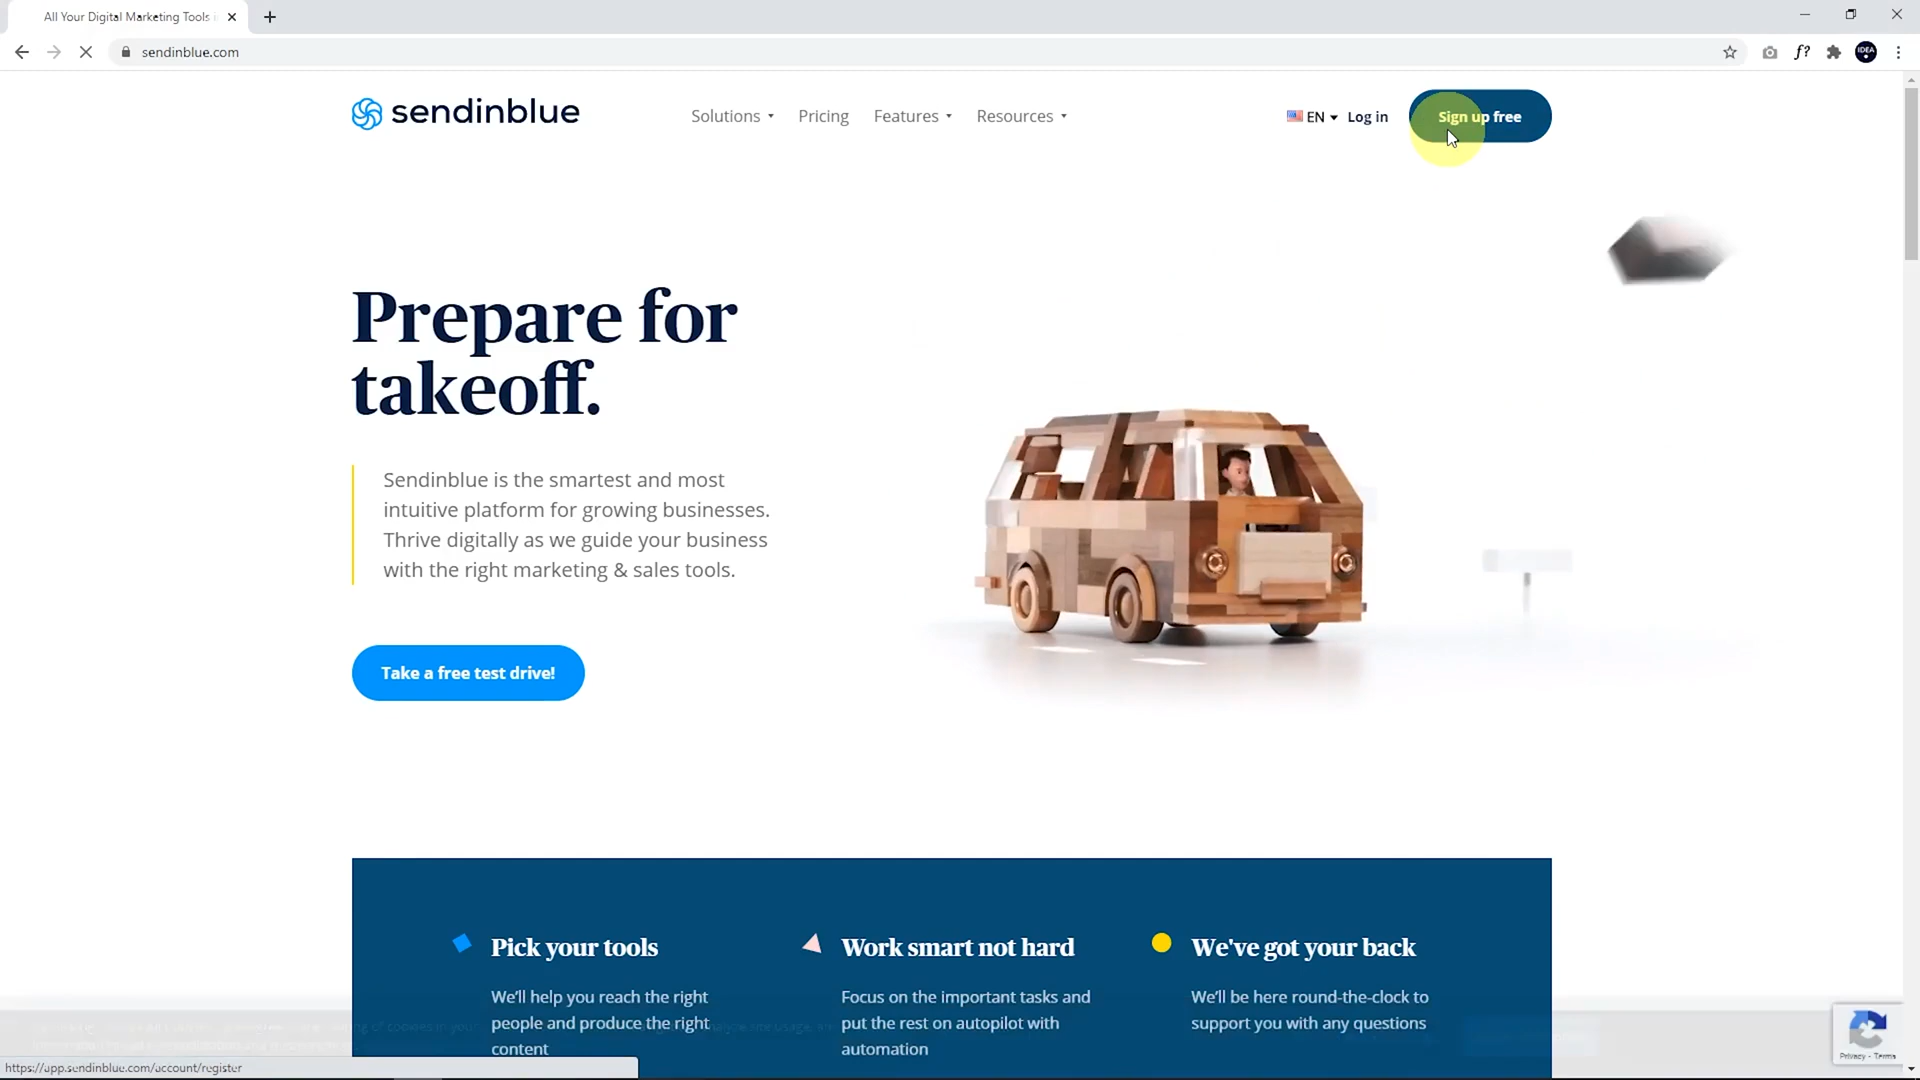 All Your Digital Marketing Tools i
sendinblue.com
f?
IDEA
sendinblue
Solutions
Pricing
Features
Resources
EN
Log in
Sign up free
Prepare for
takeoff.
Sendinblue is the smartest and most
intuitive platform for growing businesses.
Thrive digitally as we guide your business
with the right marketing & sales tools.
Take a free test drive!
Pick your tools
We'll help you reach the right
people and produce the right
content
Work smart not hard
Focus on the important tasks and
put the rest on autopilot with
automation
We've got your back
We'll be here round-the-clock to
support you with any questions
Privacy - Terms
https://app.sendinblue.com/account/register